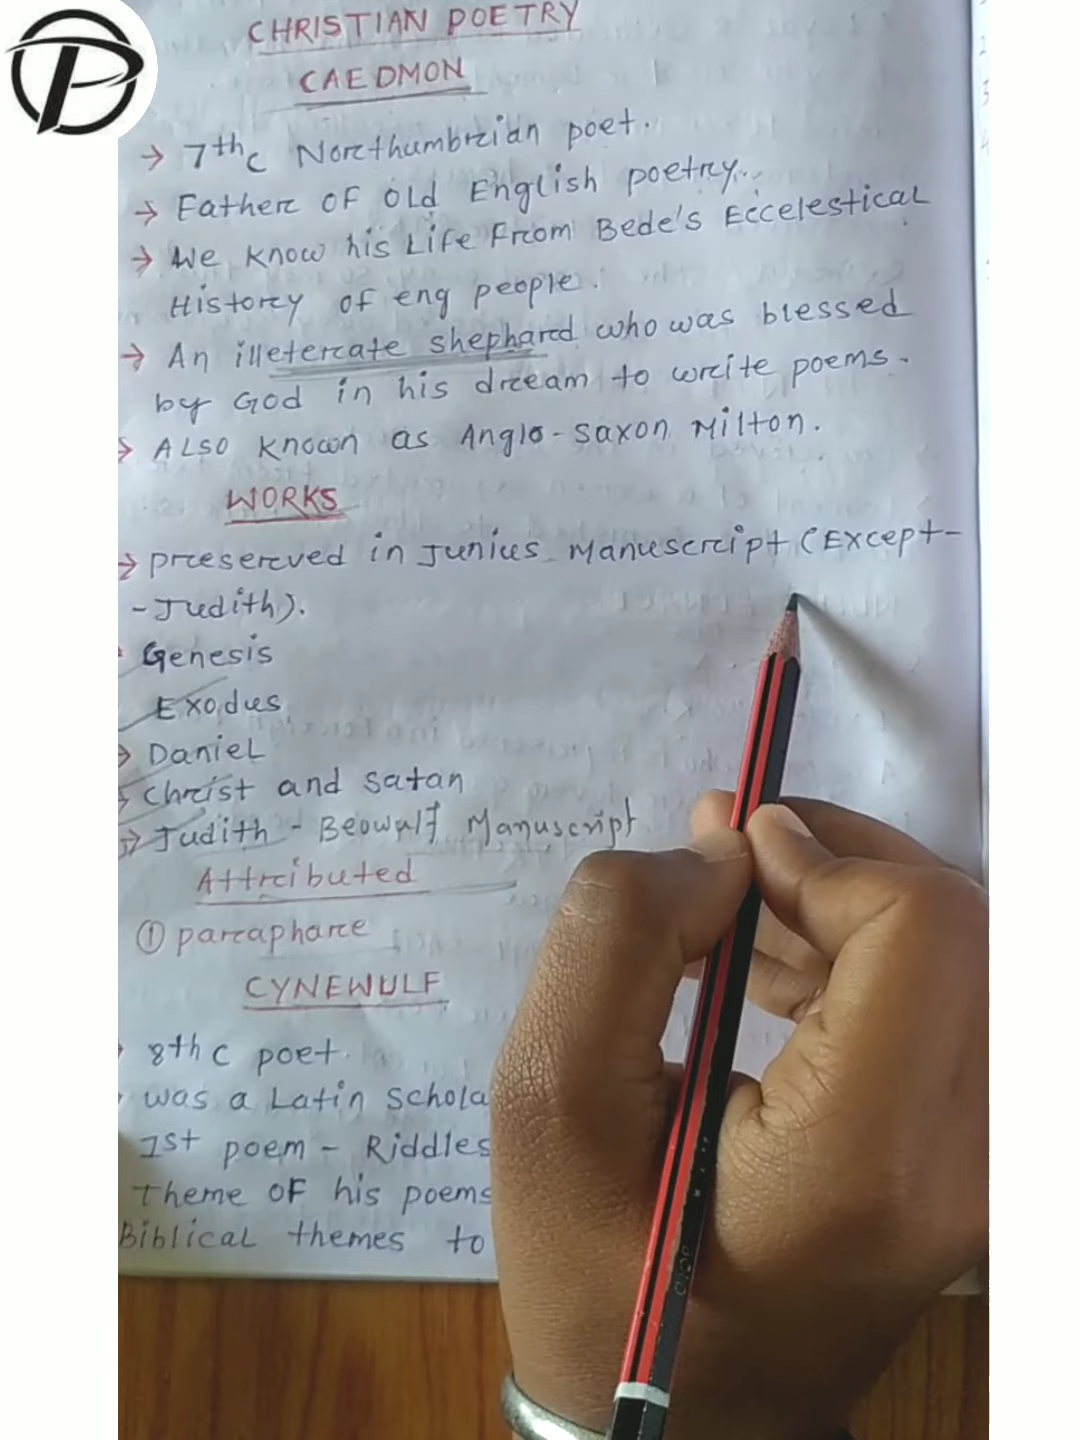 CHRISTIAN POETRY
CAEDMON
→ 7th c Northumbrian poet.
→ Father OF Old English poetry.
→ We know his Life From Bede's Eccelestical
History of eng people.
→ An illeterate shephard who was blessed
by God in his dream to write poems.
→ Also known as Anglo-Saxon Milton.
WORKS
→ preserved in Junius Manuscript (Except-
-Judith).
Genesis
Exodus
→ Daniel
→ Christ and Satan
→ Judith - Beowulf Manuscript
Attributed
① paraphare
CYNEWULF
8th c poet.
was a Latin Schola
1st poem - Riddles
Theme OF his poems
Biblical themes to